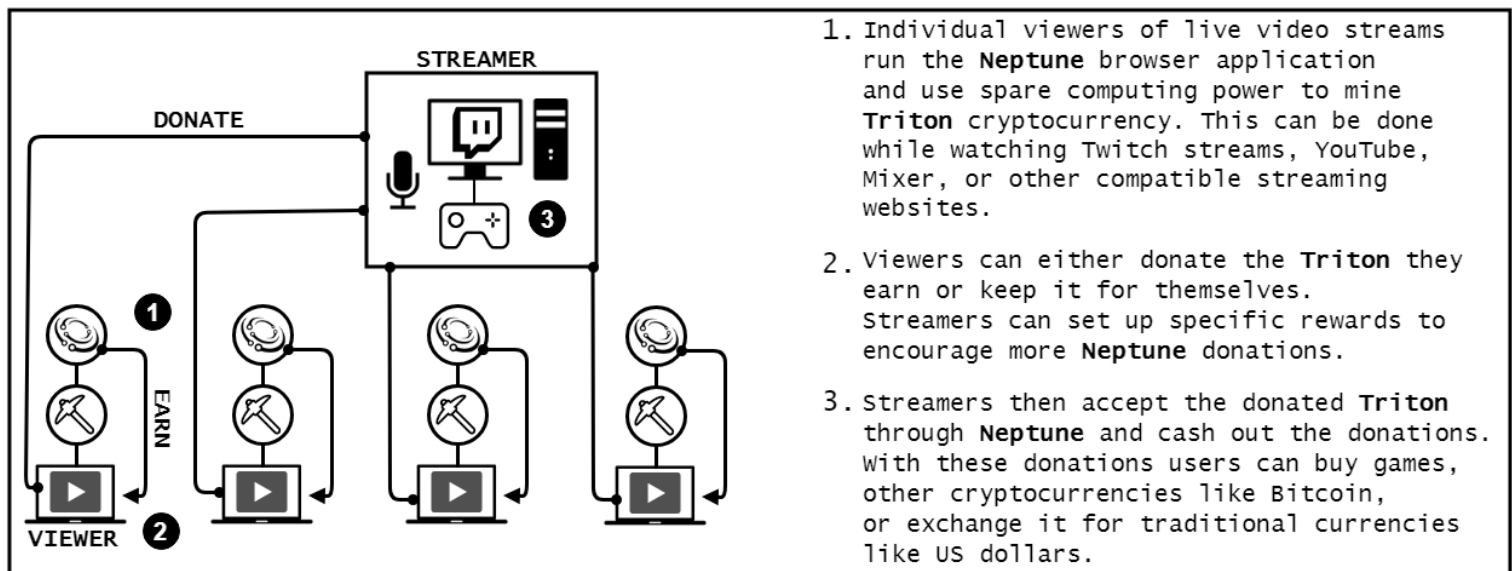 STREAMER
DONATE
3
1
EARN
VIEWER
2
1. Individual viewers of live video streams
run the Neptune browser application
and use spare computing power to mine
Triton cryptocurrency. This can be done
while watching Twitch streams, YouTube,
Mixer, or other compatible streaming
websites.
2. Viewers can either donate the Triton they
earn or keep it for themselves.
Streamers can set up specific rewards to
encourage more Neptune donations.
3. Streamers then accept the donated Triton
through Neptune and cash out the donations.
With these donations users can buy games,
other cryptocurrencies like Bitcoin,
or exchange it for traditional currencies
like US dollars.